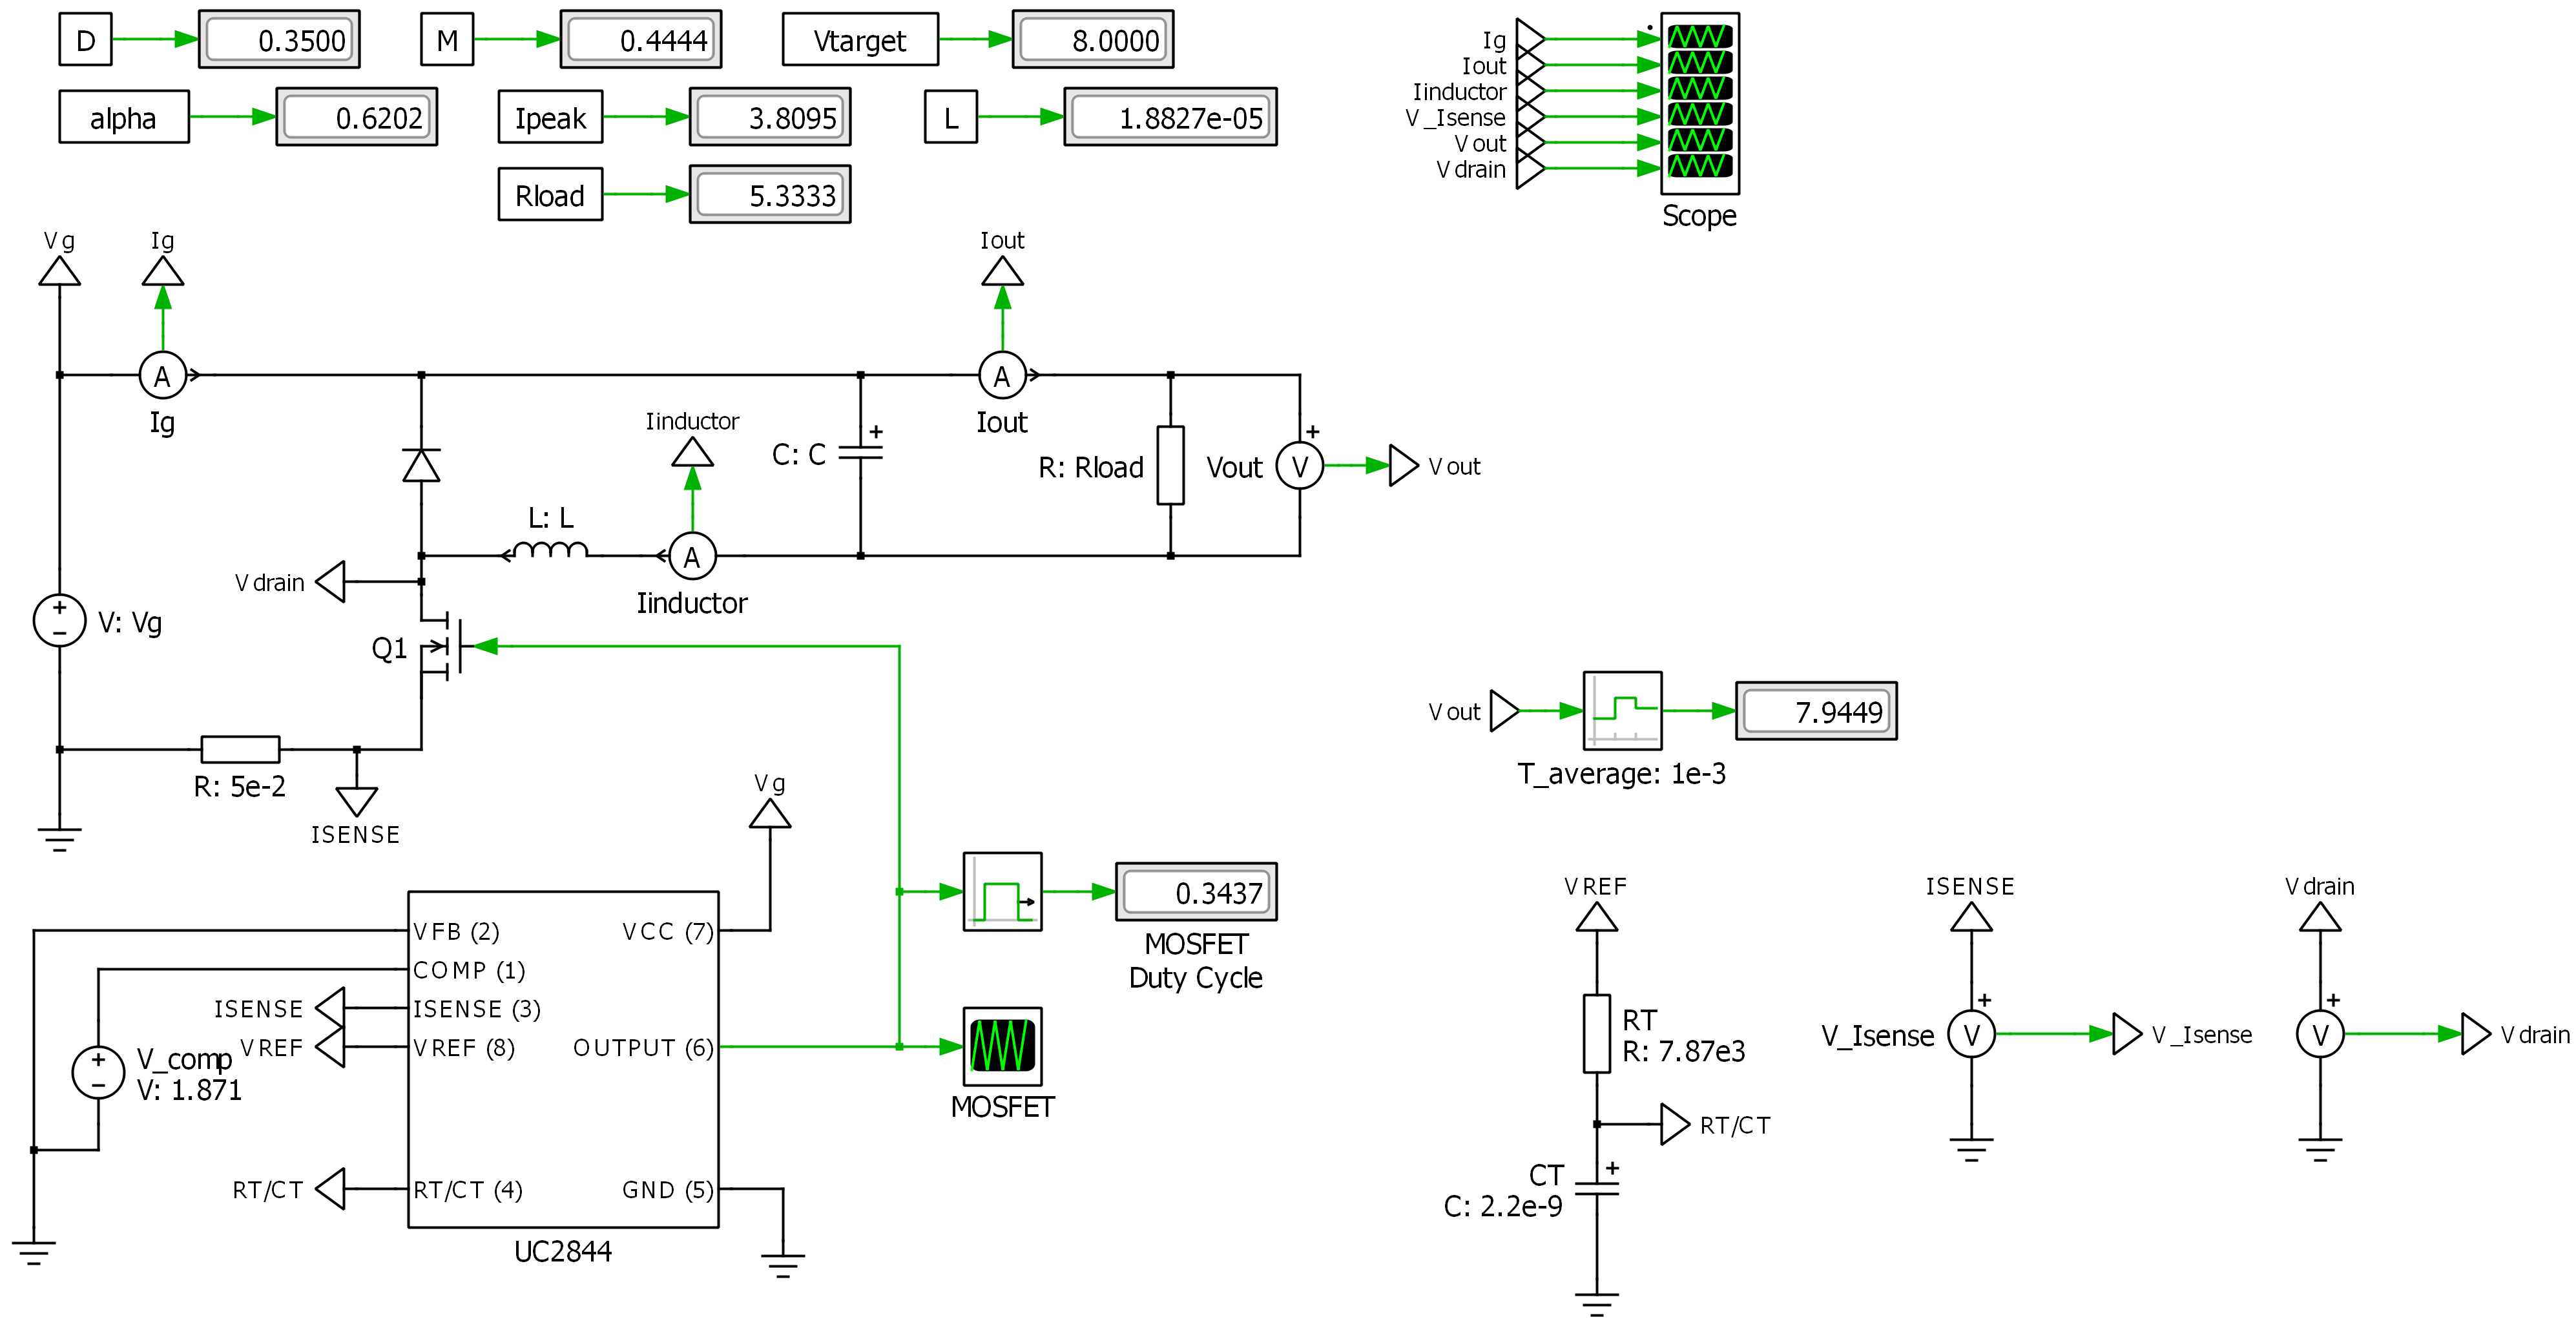 D
0.3500
M
0.4444
Vtarget
8.0000
alpha
0.6202
Ipeak
3.8095
L
1.8827e-05
Rload
5.3333
Ig
Iout
Iinductor
V_Isense
Vout
Vdrain
Scope
Vg
Ig
Iout
A
Ig
A
Iout
Iinductor
C: C
+
R: Rload
Vout
+
V
Vout
L: L
A
Iinductor
Vdrain
+
−
V: Vg
Q1
R: 5e-2
ISENSE
Vg
Vout
7.9449
T_average: 1e-3
0.3437
MOSFET
Duty Cycle
MOSFET
VFB (2)
COMP (1)
ISENSE (3)
VREF (8)
RT/CT (4)
VCC (7)
OUTPUT (6)
GND (5)
UC2844
ISENSE
VREF
RT/CT
+
−
V_comp
V: 1.871
VREF
RT
R: 7.87e3
RT/CT
CT
+
C: 2.2e-9
ISENSE
V_Isense
+
V
V_Isense
Vdrain
+
V
Vdrain